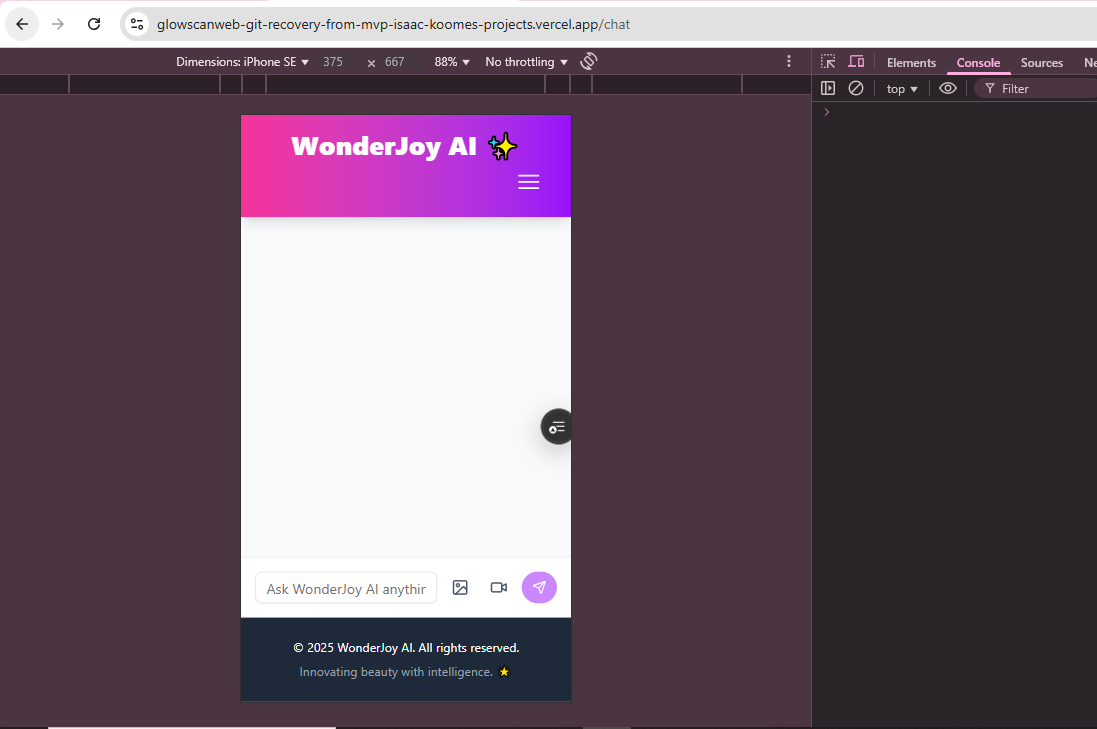 glowscanweb-git-recovery-from-mvp-isaac-koomes-projects.vercel.app/chat
Dimensions: iPhone SE ▼ 375 × 667 88% ▼ No throttling ▼
Elements Console Sources Ne
top ▼ Filter
WonderJoy AI ✨
Ask WonderJoy AI anythir
© 2025 WonderJoy AI. All rights reserved.
Innovating beauty with intelligence. ⭐